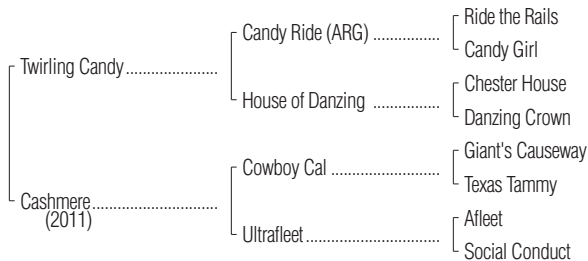 Ride the Rails
Candy Ride (ARG) ................
Candy Girl
Twirling Candy......................
Chester House
House of Danzing ................
Danzing Crown
Giant's Causeway
Cowboy Cal ..........................
Texas Tammy
Cashmere..............................
(2011)
Afleet
Ultrafleet................................
Social Conduct